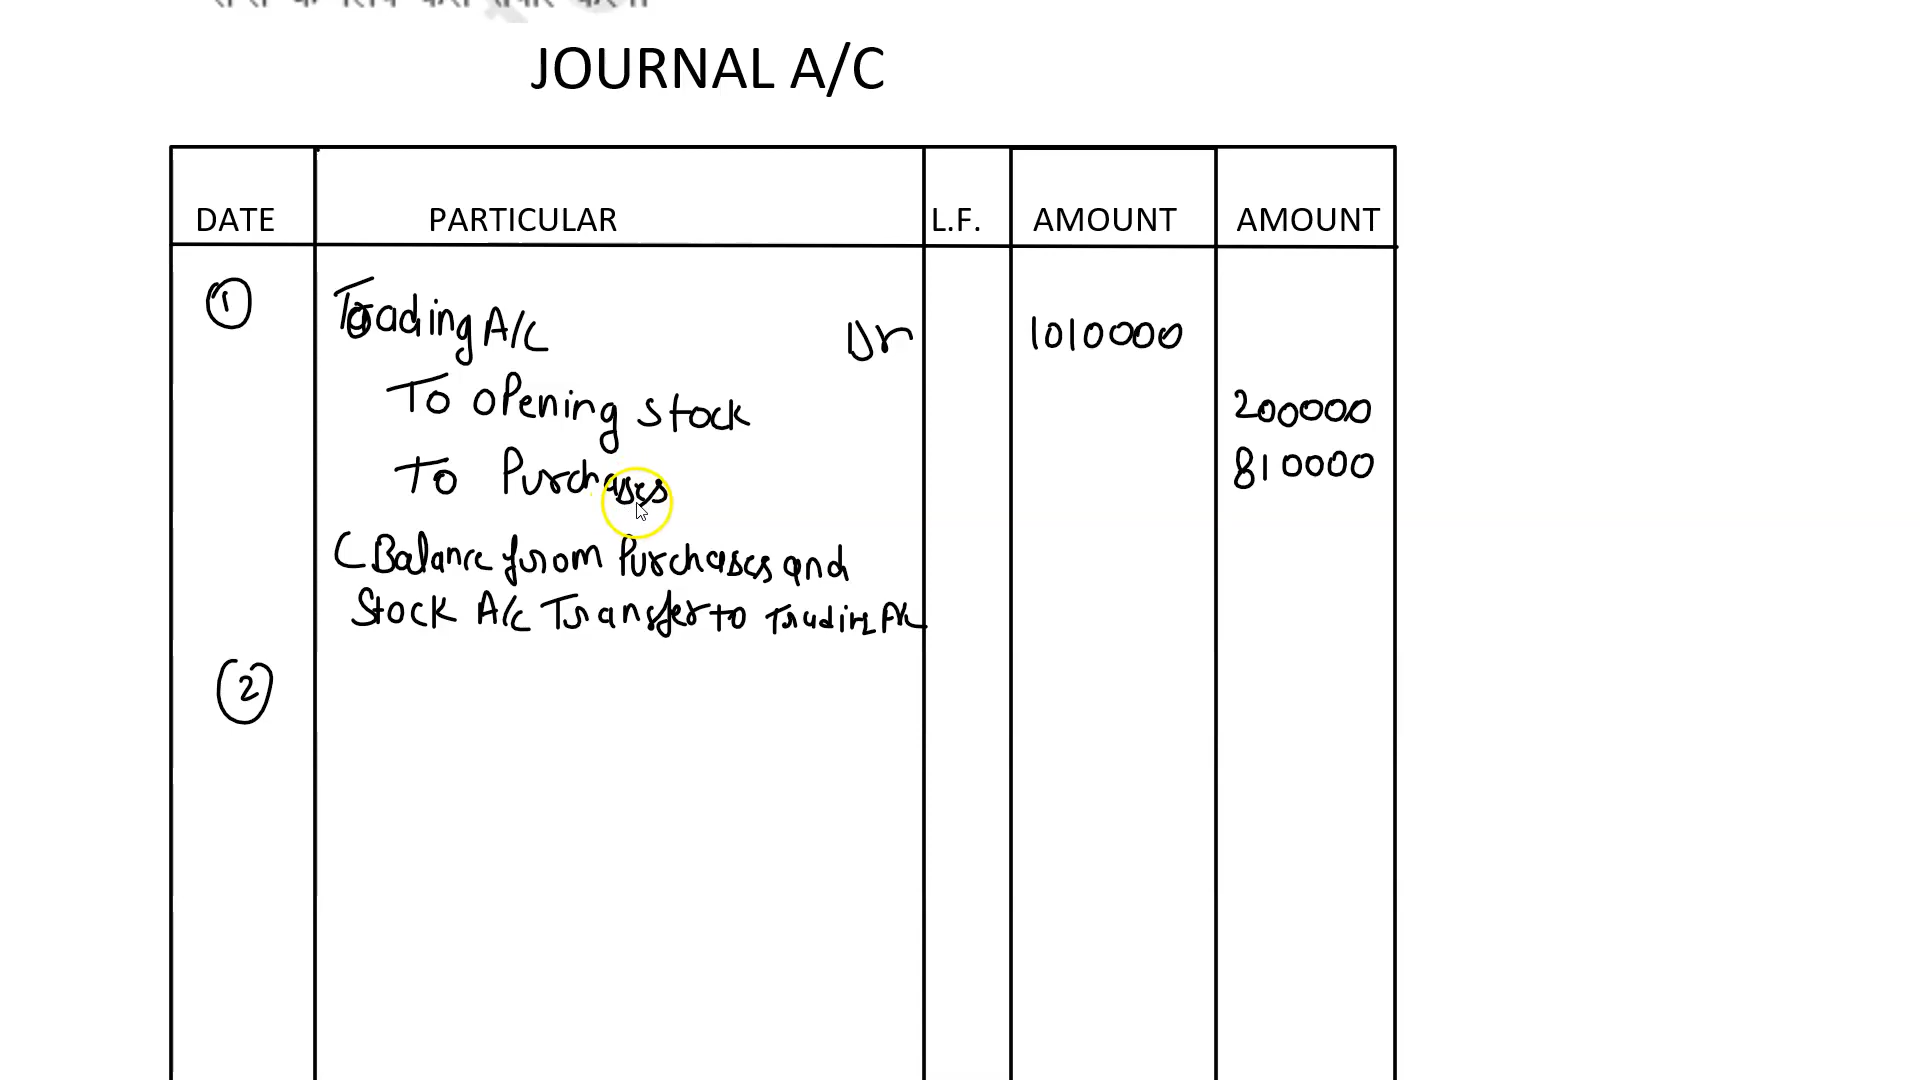 JOURNAL A/C
DATE PARTICULAR L.F. AMOUNT AMOUNT
1 Trading A/C Dr 1010000
To opening stock 200000
To Purchases 810000
( Balance from Purchases and
Stock A/c Transfer to Trading A/c
2